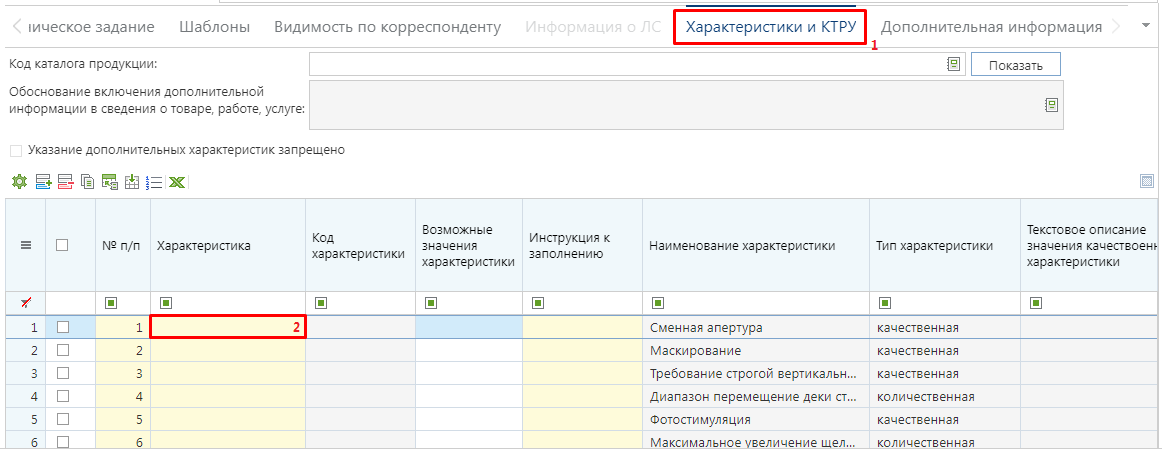 ническое задание Шаблоны Видимость по корреспонденту Информация о ЛС Характеристики и КТРУ Дополнительная информация
1
Код каталога продукции: Показать
Обоснование включения дополнительной
информации в сведения о товаре, работе, услуге:
Указание дополнительных характеристик запрещено
№ п/п Характеристика Код характеристики Возможные значения характеристики Инструкция к заполнению Наименование характеристики Тип характеристики Текстовое описание значения качествен характеристики
1 1 2 Сменная апертура качественная
2 2 Маскирование качественная
3 3 Требование строгой вертикальн... качественная
4 4 Диапазон перемещение деки ст... количественная
5 5 Фотостимуляция качественная
6 6 Максимальное увеличение щел... количественная